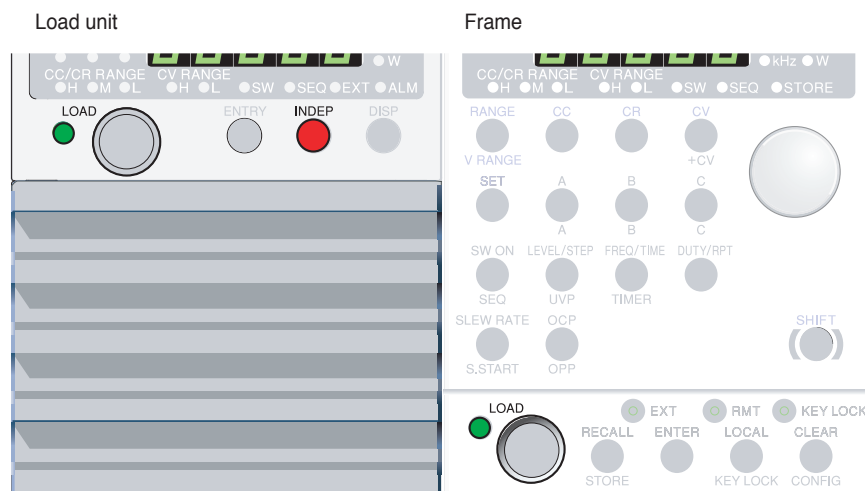 Load unit
W
CC/CR RANGE CV RANGE
H M L H L SW SEQ EXT ALM
LOAD ENTRY INDEP DISP
Frame
kHz W
CC/CR RANGE CV RANGE
H M L H L SW SEQ STORE
RANGE CC CR CV
V RANGE +CV
SET A B C
A B C
SW ON LEVEL/STEP FREQ/TIME DUTY/RPT
SEQ UVP TIMER
SLEW RATE OCP SHIFT
S.START OPP
LOAD EXT RMT KEY LOCK
RECALL ENTER LOCAL CLEAR
STORE KEY LOCK CONFIG